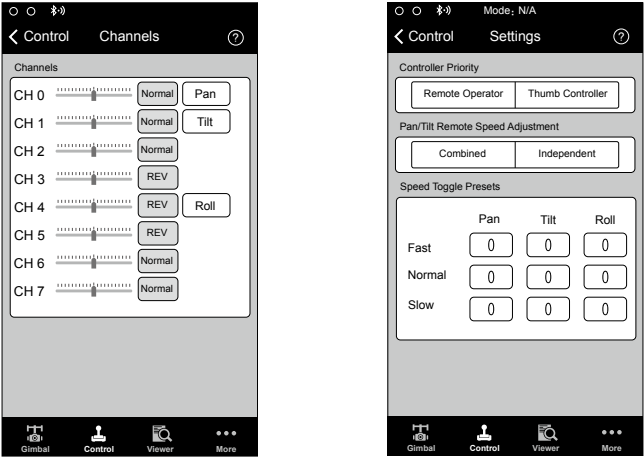 Control Channels ?
Channels
CH 0 Normal Pan
CH 1 Normal Tilt
CH 2 Normal
CH 3 REV
CH 4 REV Roll
CH 5 REV
CH 6 Normal
CH 7 Normal
Gimbal Control Viewer More
Mode: N/A
Control Settings ?
Controller Priority
Remote Operator Thumb Controller
Pan/Tilt Remote Speed Adjustment
Combined Independent
Speed Toggle Presets
Pan Tilt Roll
Fast 0 0 0
Normal 0 0 0
Slow 0 0 0
Gimbal Control Viewer More